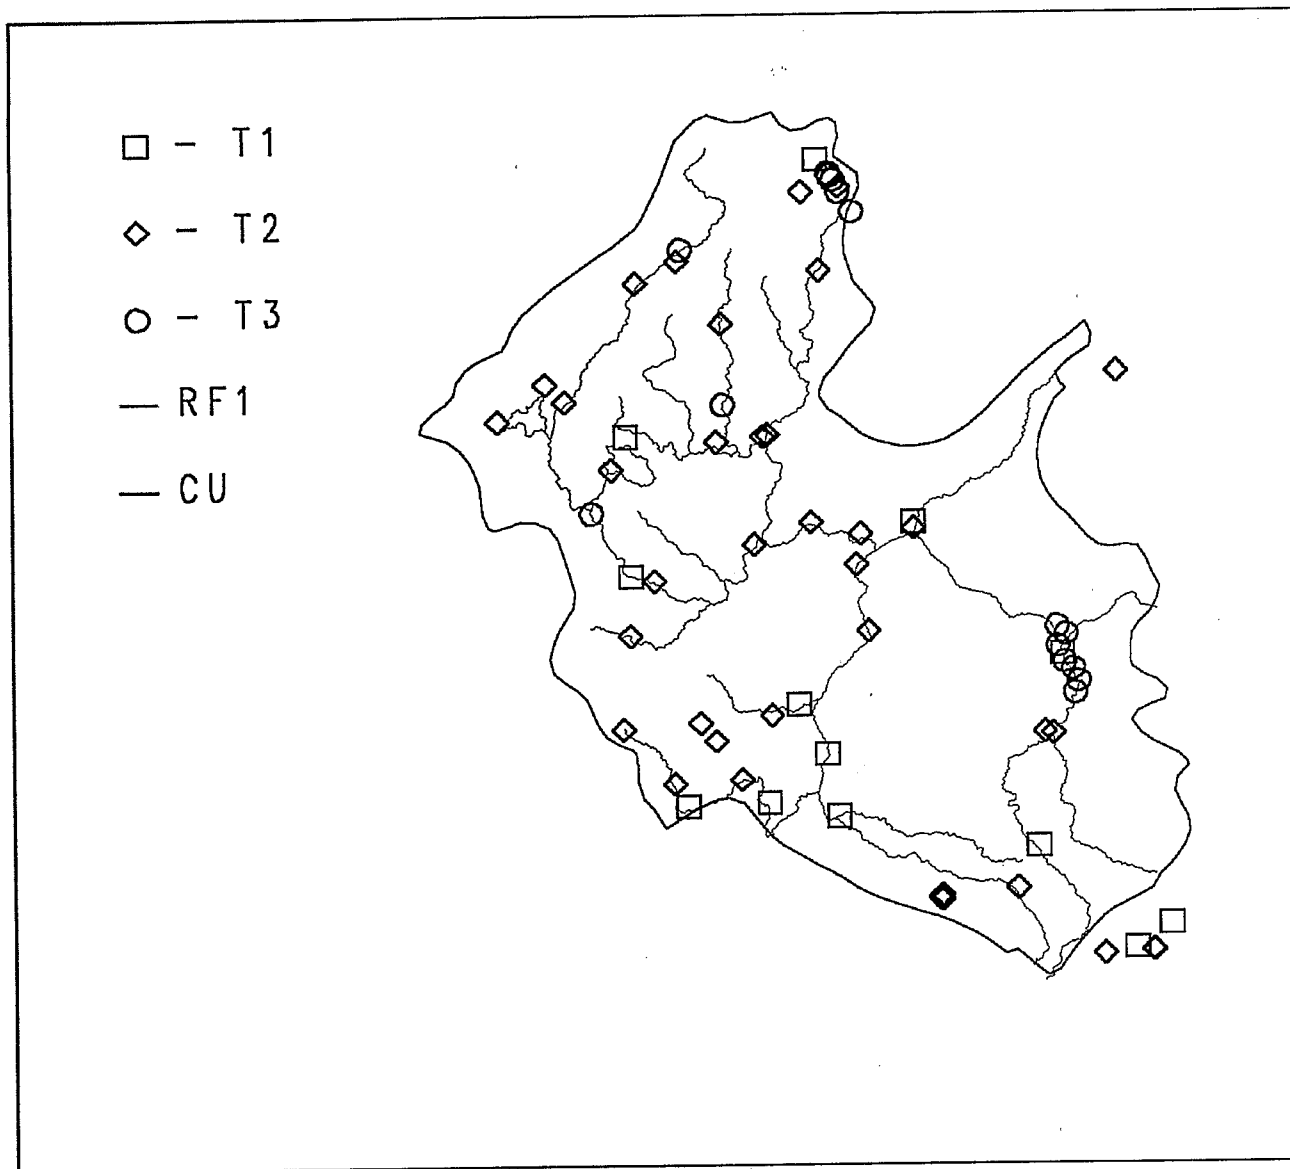 □ - T1
◇ - T2
○ - T3
— RF1
— CU